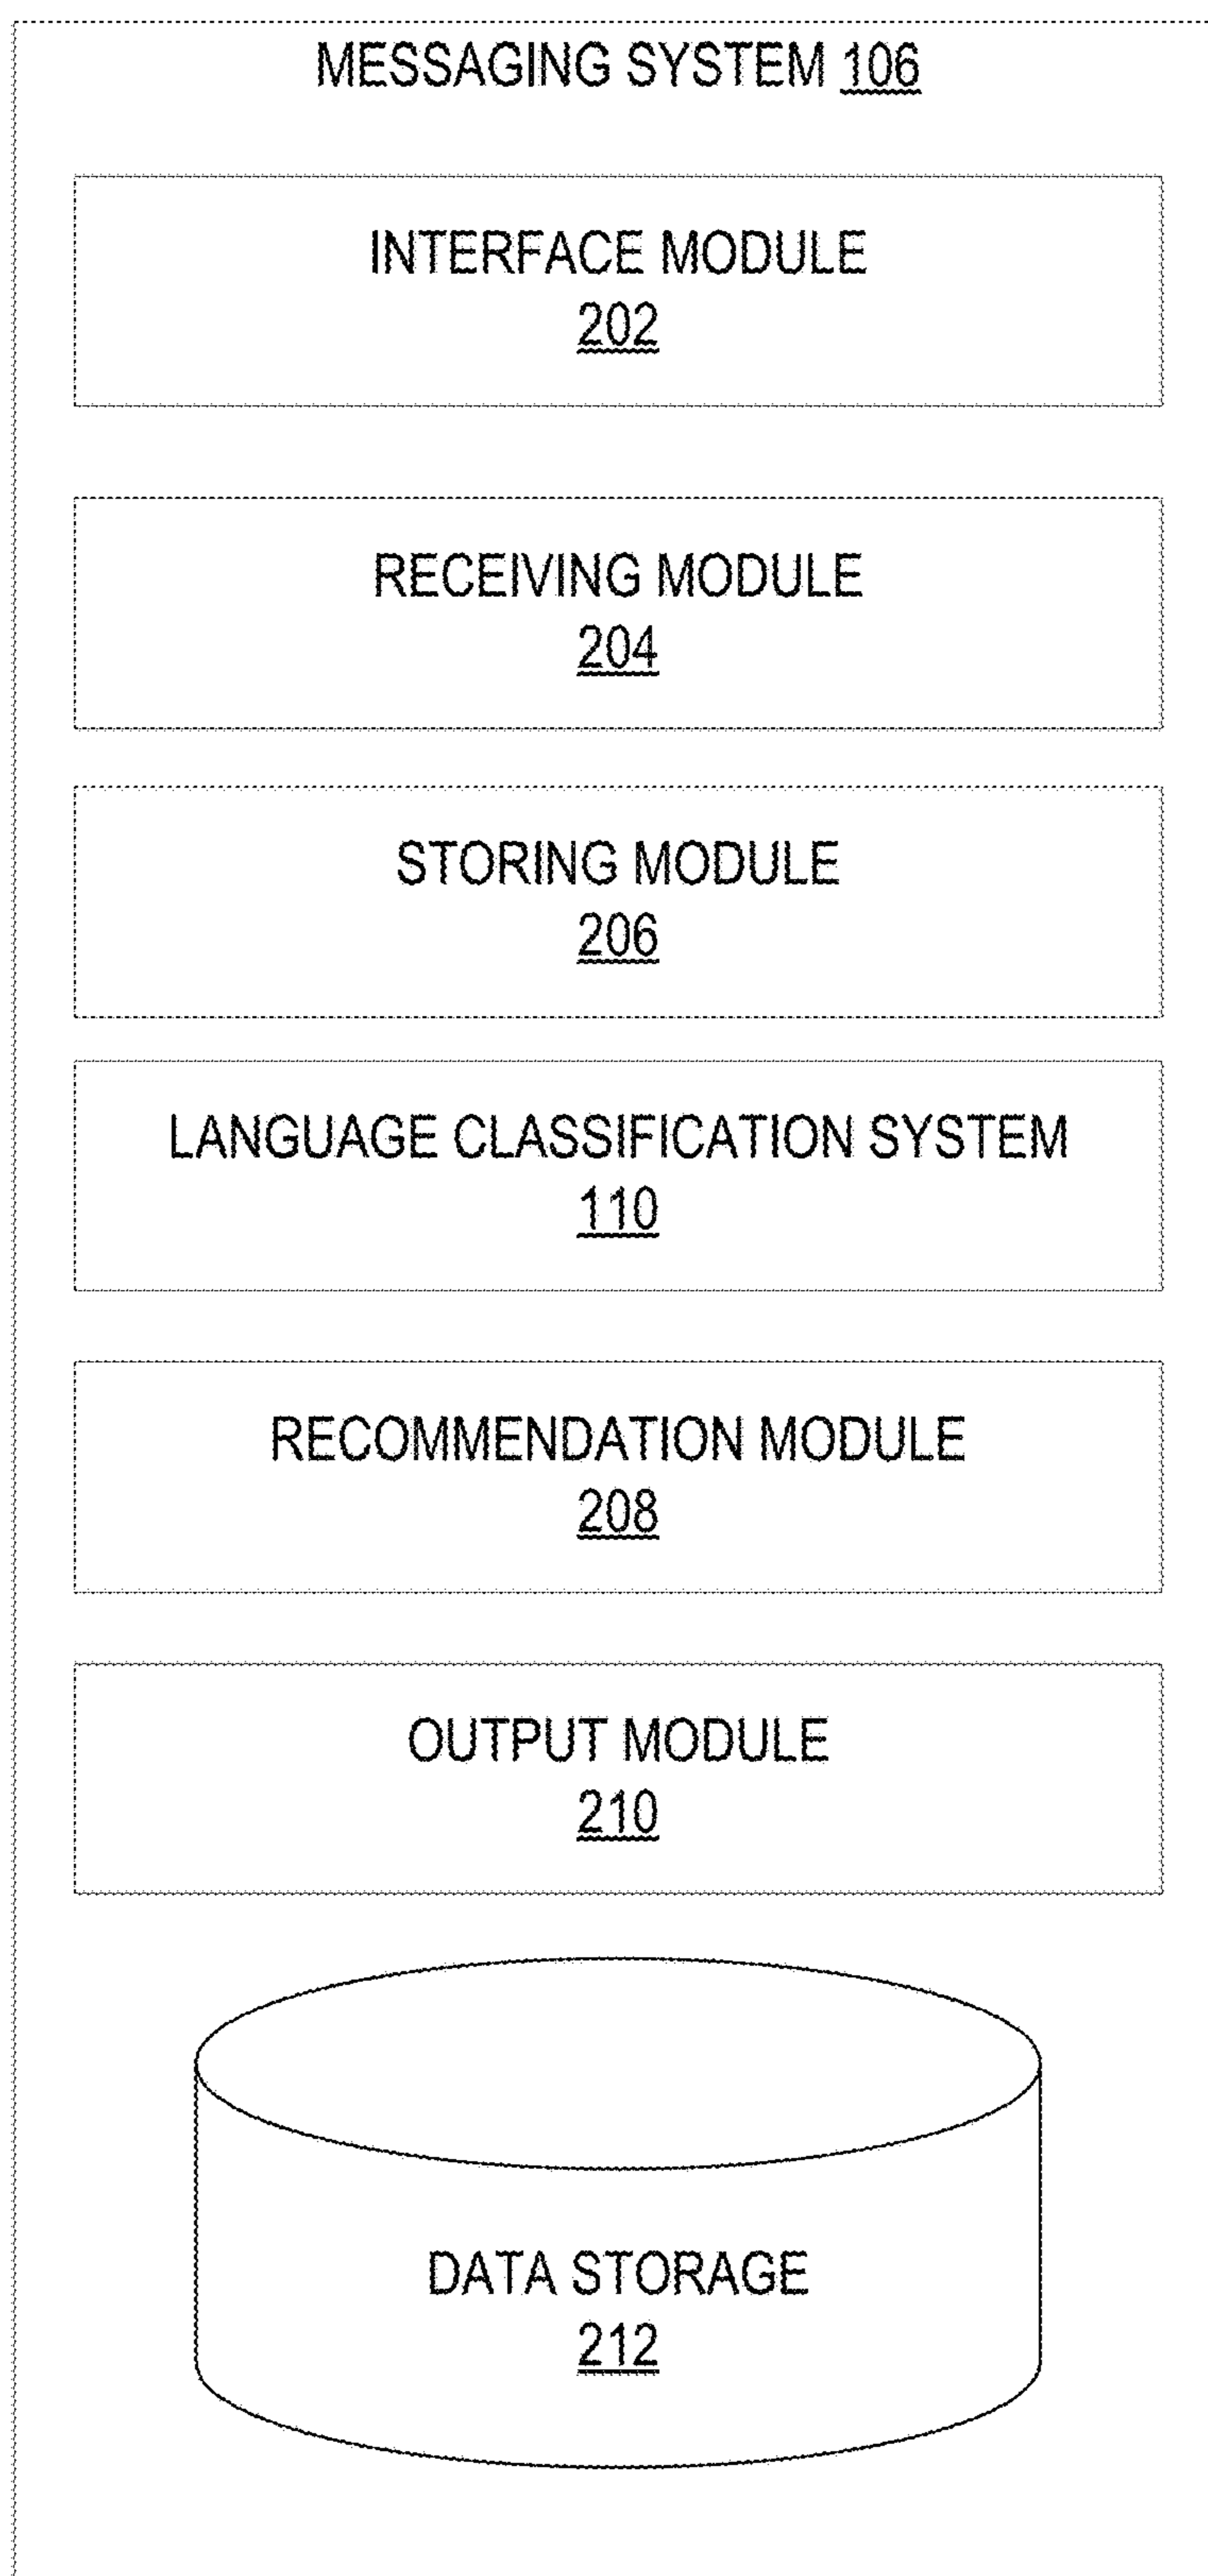 MESSAGING SYSTEM 106
INTERFACE MODULE
202
RECEIVING MODULE
204
STORING MODULE
206
LANGUAGE CLASSIFICATION SYSTEM
110
RECOMMENDATION MODULE
208
OUTPUT MODULE
210
DATA STORAGE
212